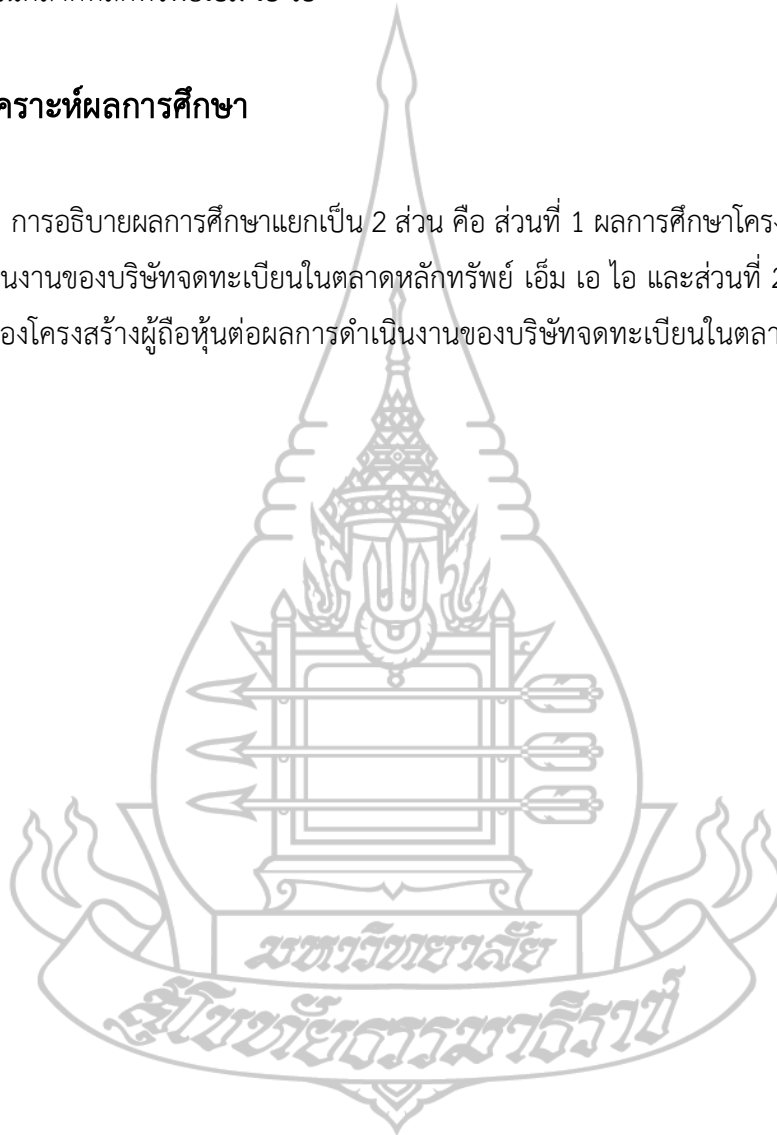 คราะห์ผลการศึกษา
การอธิบายผลการศึกษาแยกเป็น 2 ส่วน คือ ส่วนที่ 1 ผลการศึกษาโครง
นงานของบริษัทจดทะเบียนในตลาดหลักทรัพย์ เอ็ม เอ ไอ และส่วนที่ 2
องโครงสร้างผู้ถือหุ้นต่อผลการดำเนินงานของบริษัทจดทะเบียนในตลา
มหาวิทยาลัย
สุโขทัยธรรมาธิราช